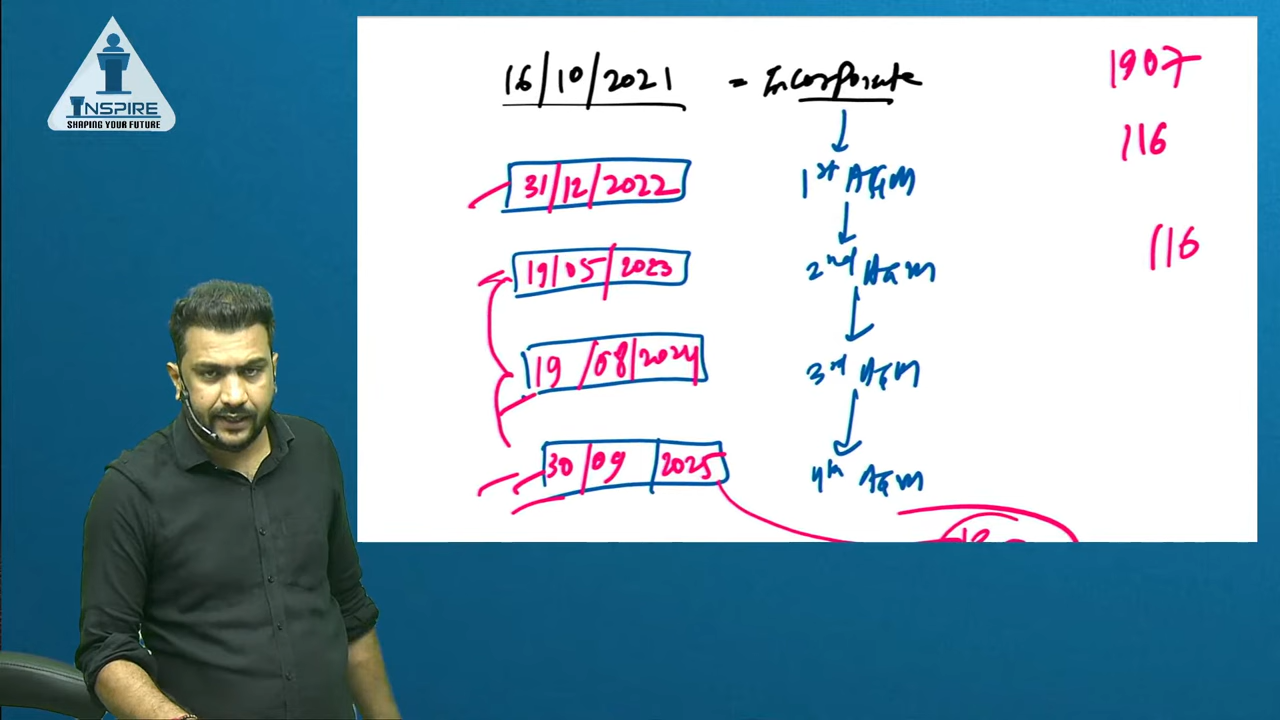 INSPIRE
SHAPING YOUR FUTURE
16/10/2021 = Incorporate
1907
116
31/12/2022 1st AGM
116
19/05/2023 2nd AGM
19/08/2024 3rd AGM
30/09 2025 4th AGM